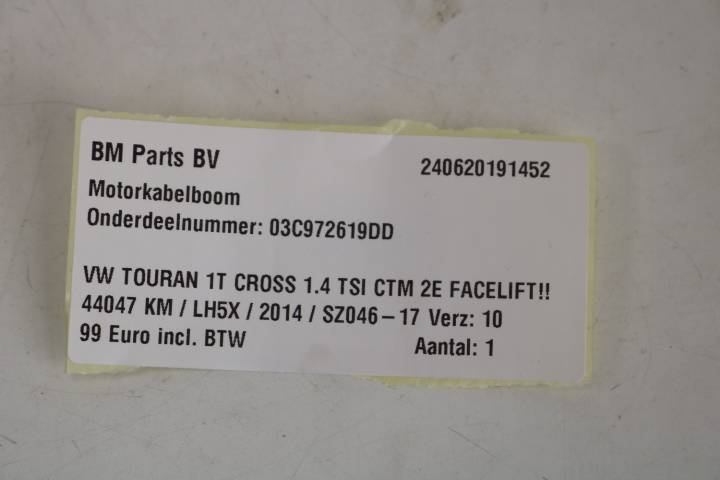 BM Parts BV 240620191452
Motorkabelboom
Onderdeelnummer: 03C972619DD
VW TOURAN 1T CROSS 1.4 TSI CTM 2E FACELIFT!!
44047 KM / LH5X / 2014 / SZ046-17 Verz: 10
99 Euro incl. BTW Aantal: 1